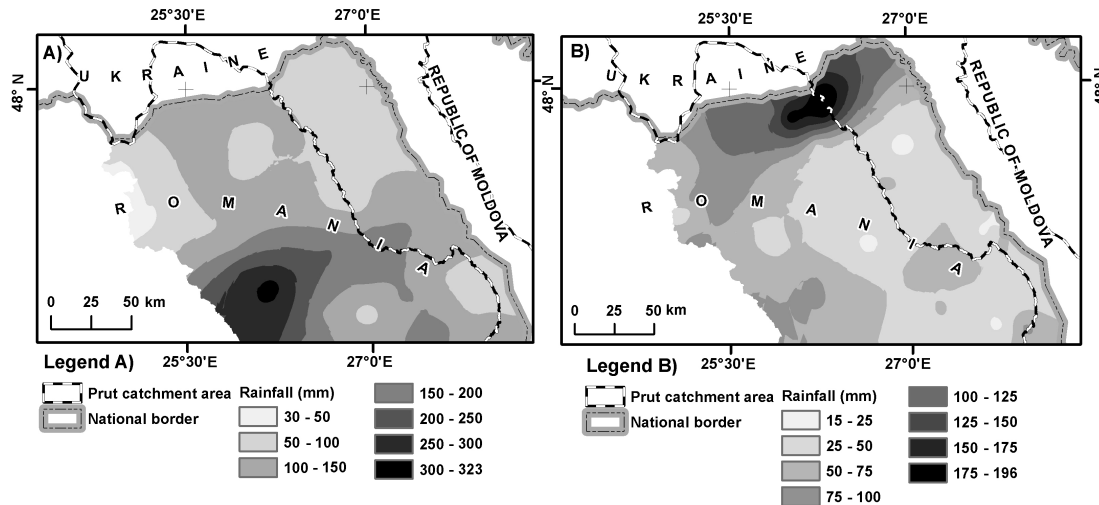 25°30'E 27°0'E
A)
U K R A I N E
48° N
REPUBLIC OF MOLDOVA
R O M A N I A
0 25 50 km
25°30'E 27°0'E
Legend A)
Prut catchment area
National border
Rainfall (mm)
30 - 50
50 - 100
100 - 150
150 - 200
200 - 250
250 - 300
300 - 323
25°30'E 27°0'E
B)
U K R A I N E
48° N
48° N
REPUBLIC OF MOLDOVA
R O M A N I A
0 25 50 km
25°30'E 27°0'E
Legend B)
Prut catchment area
National border
Rainfall (mm)
15 - 25
25 - 50
50 - 75
75 - 100
100 - 125
125 - 150
150 - 175
175 - 196